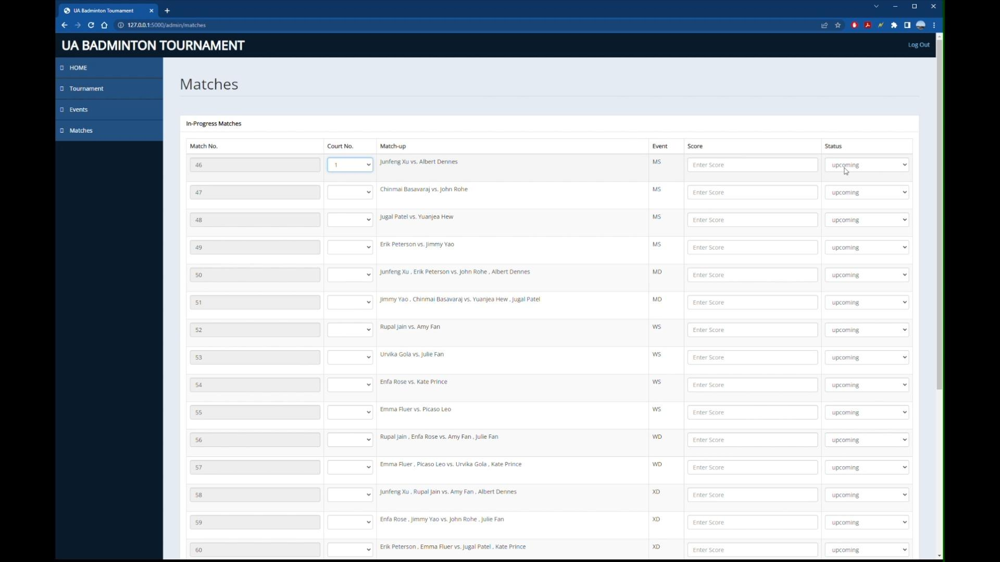 UA Badminton Tournament
127.0.0.1:5000/admin/matches
UA BADMINTON TOURNAMENT
Log Out
HOME
Tournament
Events
Matches
Matches
In-Progress Matches
Match No. Court No. Match-up Event Score Status
46 1 Junfeng Xu vs. Albert Dennes MS Enter Score upcoming
47 Chinmai Basavaraj vs. John Rohe MS Enter Score upcoming
48 Jugal Patel vs. Yuanjea Hew MS Enter Score upcoming
49 Erik Peterson vs. Jimmy Yao MS Enter Score upcoming
50 Junfeng Xu , Erik Peterson vs. John Rohe , Albert Dennes MD Enter Score upcoming
51 Jimmy Yao , Chinmai Basavaraj vs. Yuanjea Hew , Jugal Patel MD Enter Score upcoming
52 Rupal Jain vs. Amy Fan WS Enter Score upcoming
53 Urvika Gola vs. Julie Fan WS Enter Score upcoming
54 Enfa Rose vs. Kate Prince WS Enter Score upcoming
55 Emma Fluer vs. Picaso Leo WS Enter Score upcoming
56 Rupal Jain , Enfa Rose vs. Amy Fan , Julie Fan WD Enter Score upcoming
57 Emma Fluer , Picaso Leo vs. Urvika Gola , Kate Prince WD Enter Score upcoming
58 Junfeng Xu , Rupal Jain vs. Amy Fan , Albert Dennes XD Enter Score upcoming
59 Enfa Rose , Jimmy Yao vs. John Rohe , Julie Fan XD Enter Score upcoming
60 Erik Peterson , Emma Fluer vs. Jugal Patel , Kate Prince XD Enter Score upcoming